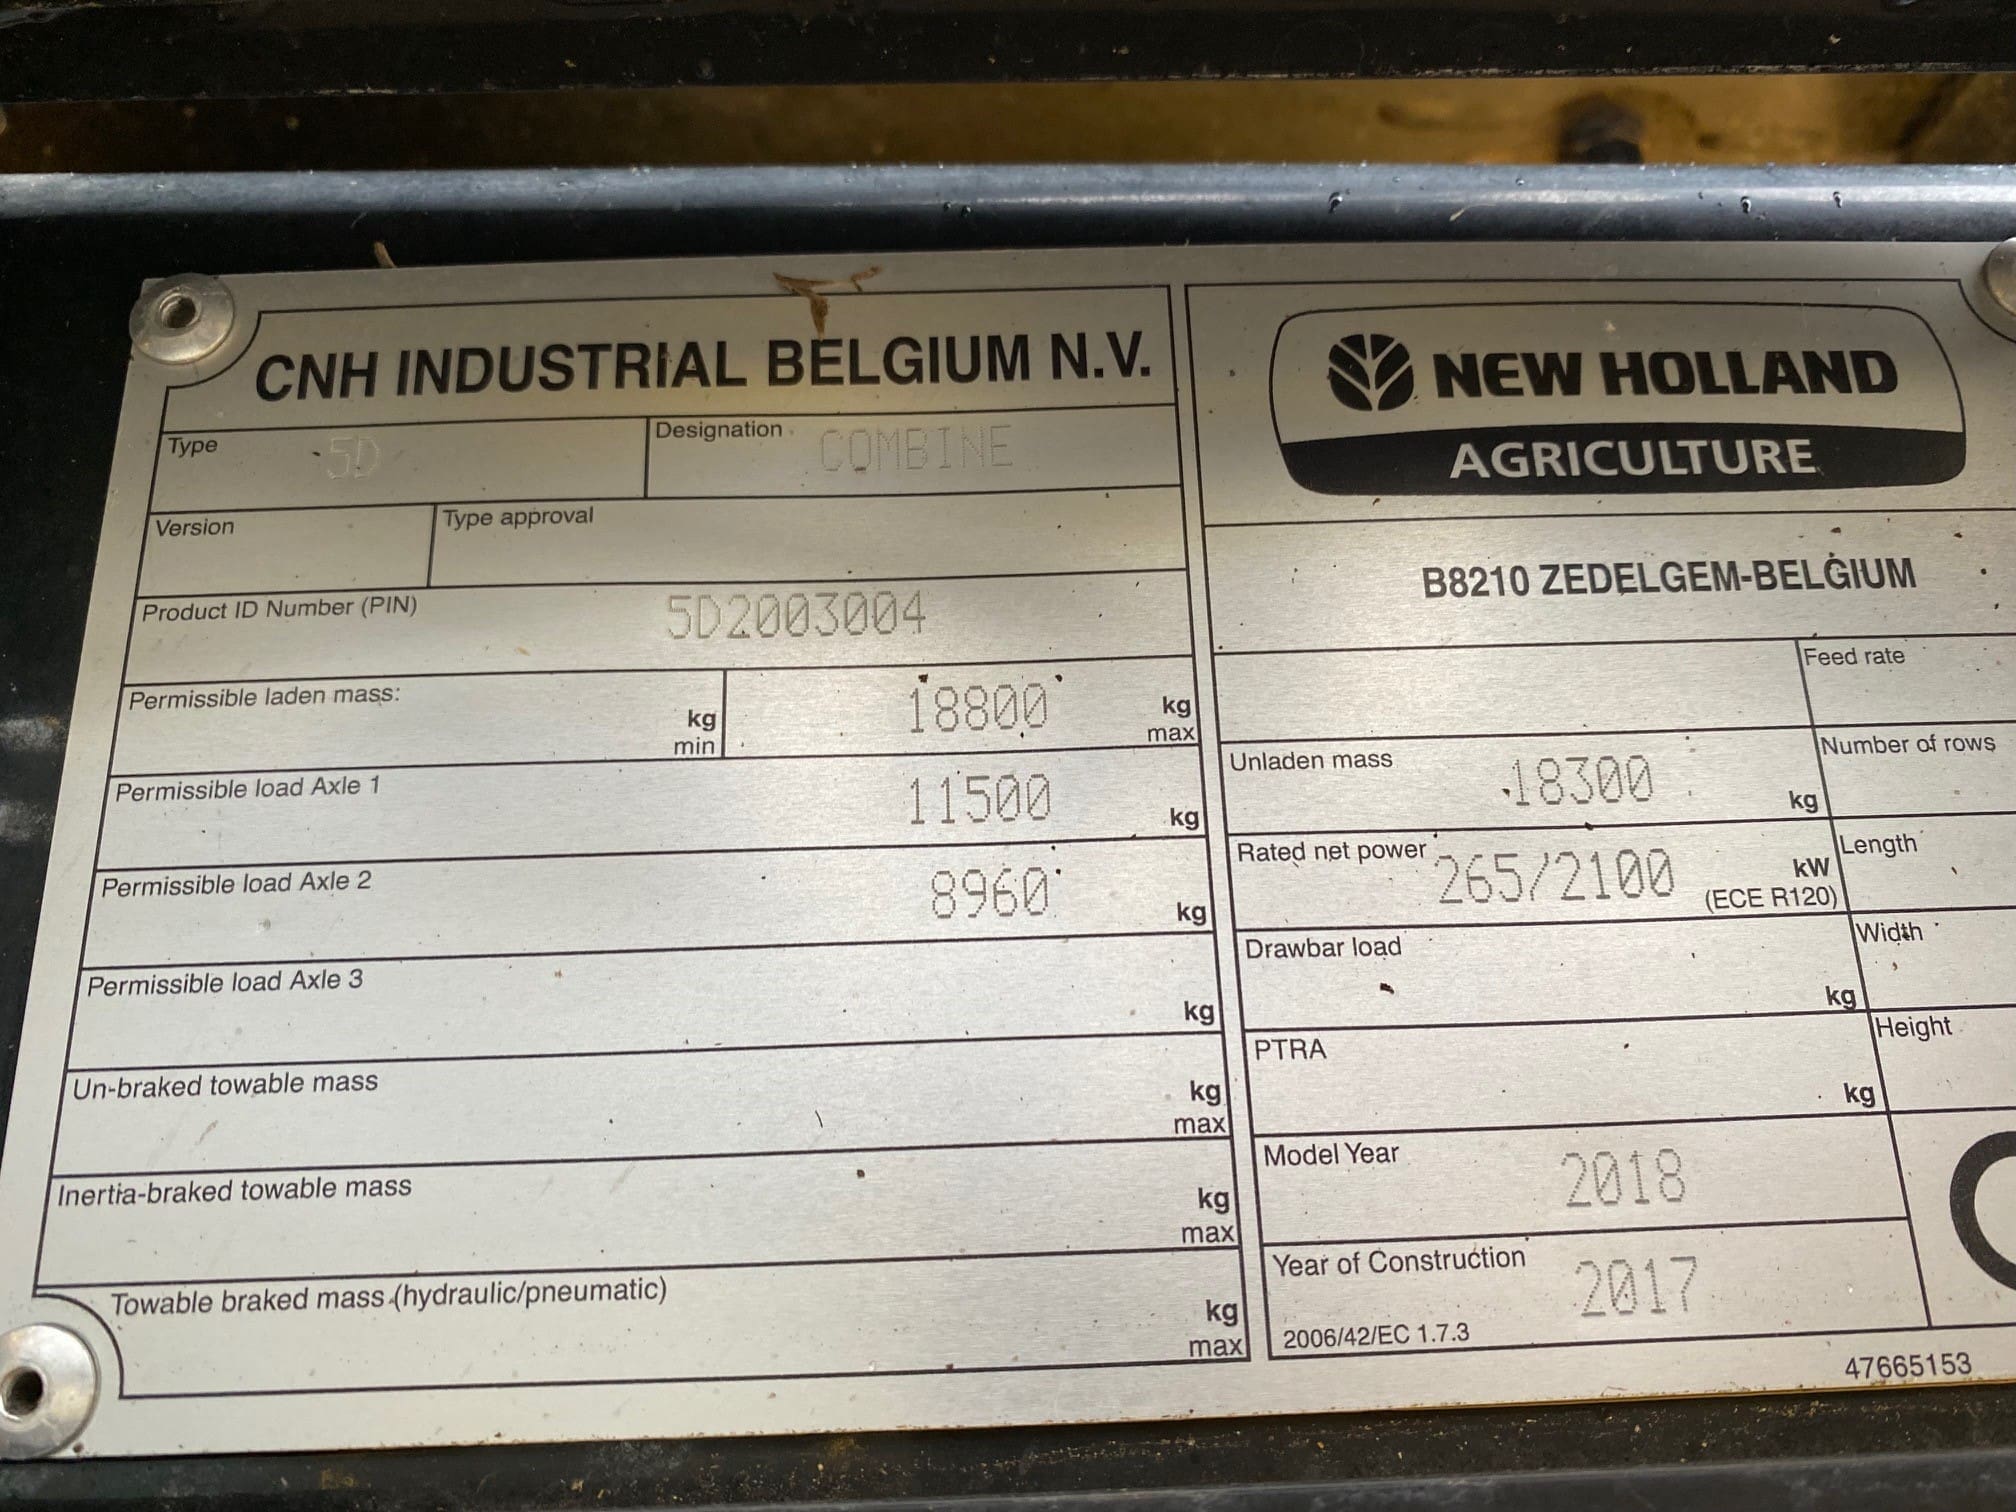 CNH INDUSTRIAL BELGIUM N.V.
Type 5D
Designation COMBINE
Version
Type approval
Product ID Number (PIN) 5D2003004
Permissible laden mass: kg min 18800 kg max
Permissible load Axle 1 11500 kg
Permissible load Axle 2 8960 kg
Permissible load Axle 3 kg
Un-braked towable mass kg max
Inertia-braked towable mass kg max
Towable braked mass (hydraulic/pneumatic) kg max
NEW HOLLAND
AGRICULTURE
B8210 ZEDELGEM-BELGIUM
Feed rate
Unladen mass 18300 kg
Number of rows
Rated net power 265/2100 kW (ECE R120)
Length
Drawbar load kg
Width
PTRA kg
Height
Model Year 2018
Year of Construction 2017
2006/42/EC 1.7.3
47665153